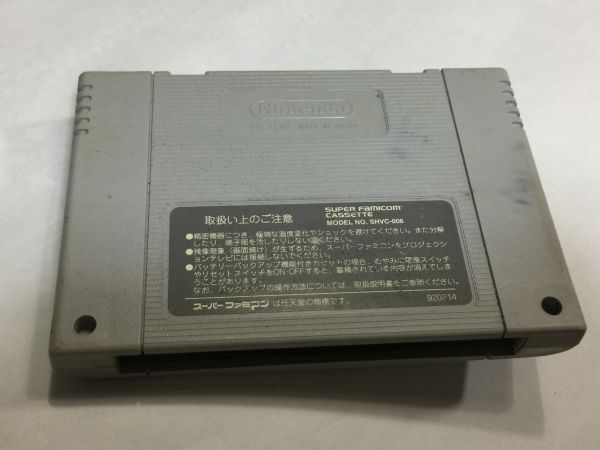 Nintendo
PAT. PEND. MADE IN JAPAN
取扱い上のご注意
SUPER FAMICOM
CASSETTE
MODEL NO. SHVC-006
●精密機器につき、極端な温度変化やショックを避けてください。また分解
したり、端子部を汚したりしないでください。
●残像現象(画面焼け)が生ずるため、スーパーファミコンをプロジェクシ
ョンテレビには接続しないでください。
●バッテリーバックアップ機能付きカセットの場合、むやみに電源スイッチ
やリセットスイッチをON・OFFすると、蓄積されている内容が消えてしま
うことがあります。
なお、バックアップの操作方法については、取扱説明書をご参照ください。
スーパーファミコン は任天堂の商標です。
920214